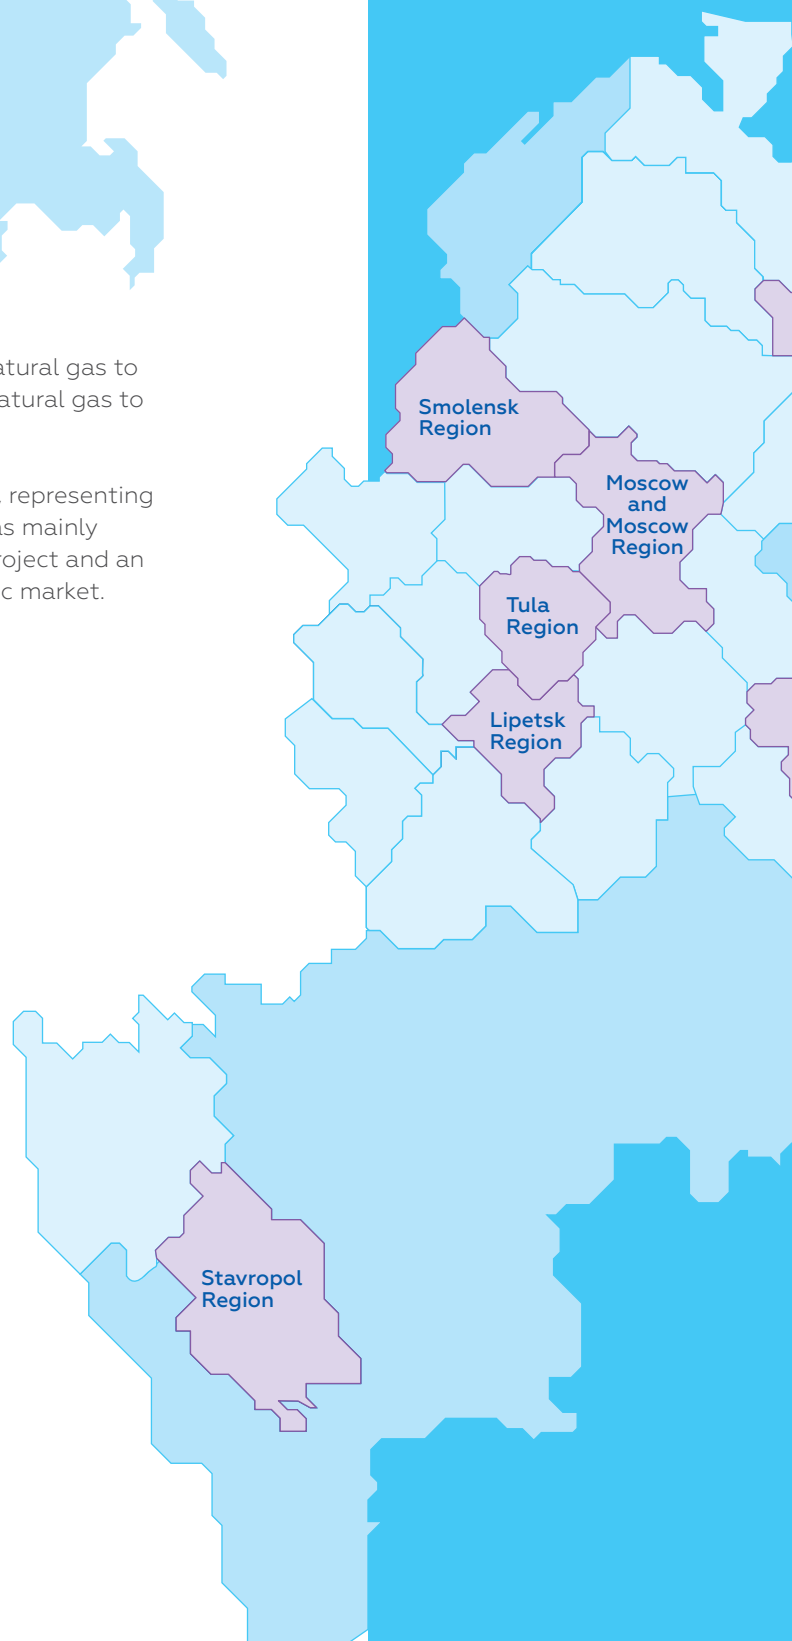 atural gas to
atural gas to
representing
as mainly
roject and an
c market.
Smolensk
Region
Moscow
and
Moscow
Region
Tula
Region
Lipetsk
Region
Stavropol
Region